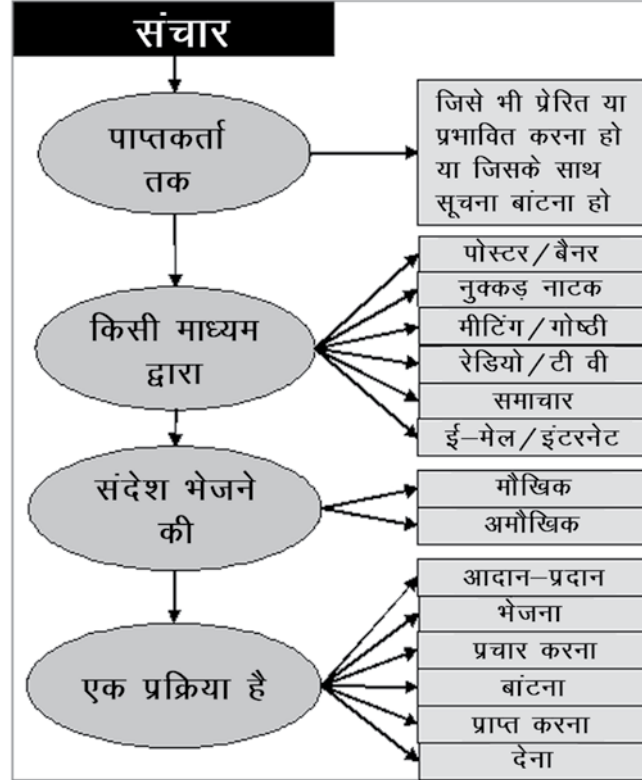 संचार
पाप्तकर्ता
तक
जिसे भी प्रेरित या
प्रभावित करना हो
या जिसके साथ
सूचना बांटना हो
किसी माध्यम
द्वारा
पोस्टर/बैनर
नुक्कड़ नाटक
मीटिंग/गोष्ठी
रेडियो/टी वी
समाचार
ई–मेल/इंटरनेट
संदेश भेजने
की
मौखिक
अमौखिक
एक प्रक्रिया है
आदान–प्रदान
भेजना
प्रचार करना
बांटना
प्राप्त करना
देना